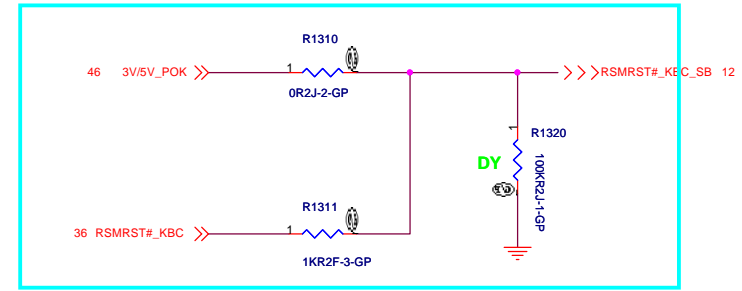 R1310
46 3V/5V_POK
1
RSMRST#_KBC_SB 12
0R2J-2-GP
1
R1320
DY
100KR2J-1-GP
R1311
36 RSMRST#_KBC
1
1KR2F-3-GP